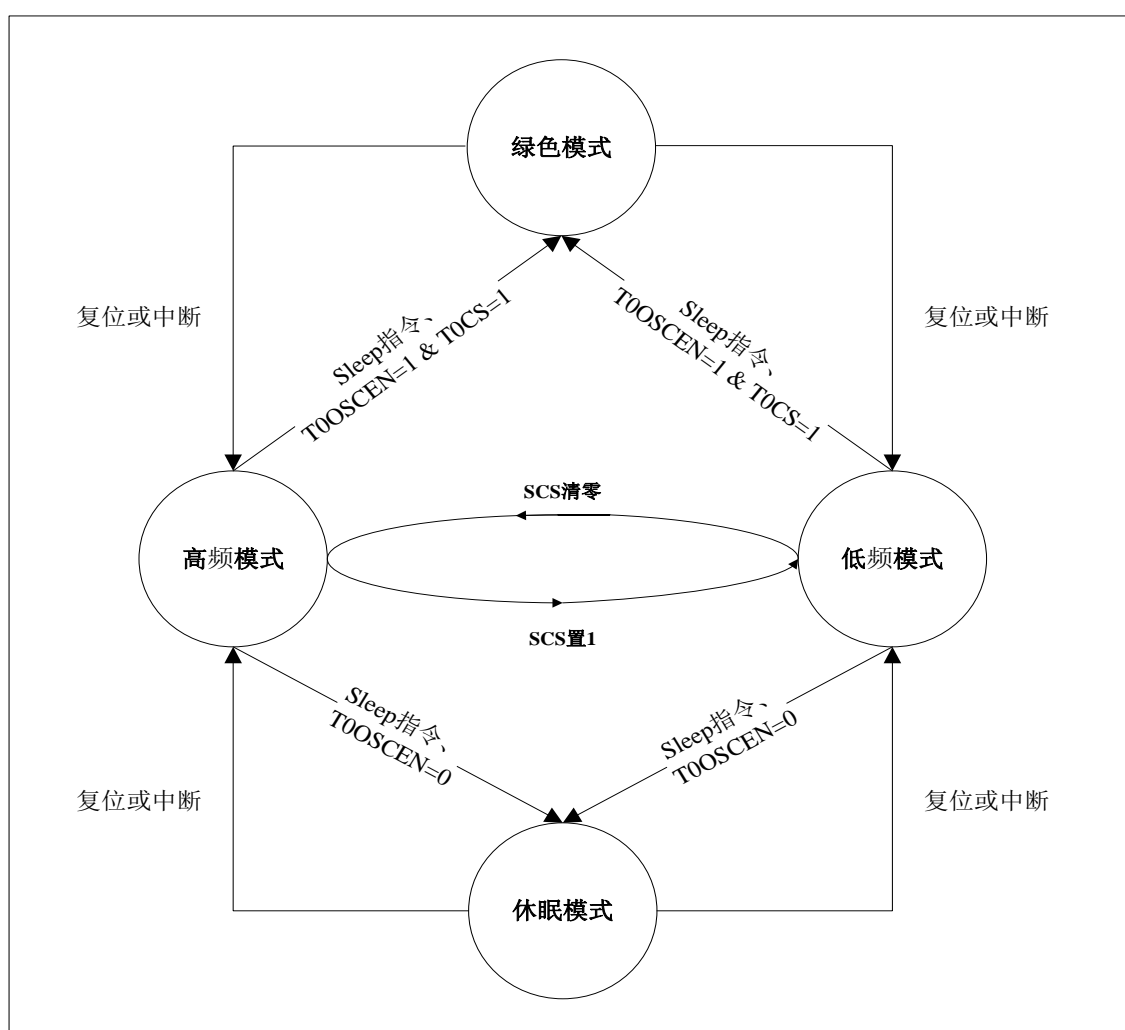 绿色模式
复位或中断
Sleep指令、
T0OSCEN=1 & T0CS=1
Sleep指令、
T0OSCEN=1 & T0CS=1
复位或中断
SCS清零
高频模式
低频模式
SCS置1
Sleep指令、
T0OSCEN=0
Sleep指令、
T0OSCEN=0
复位或中断
复位或中断
休眠模式